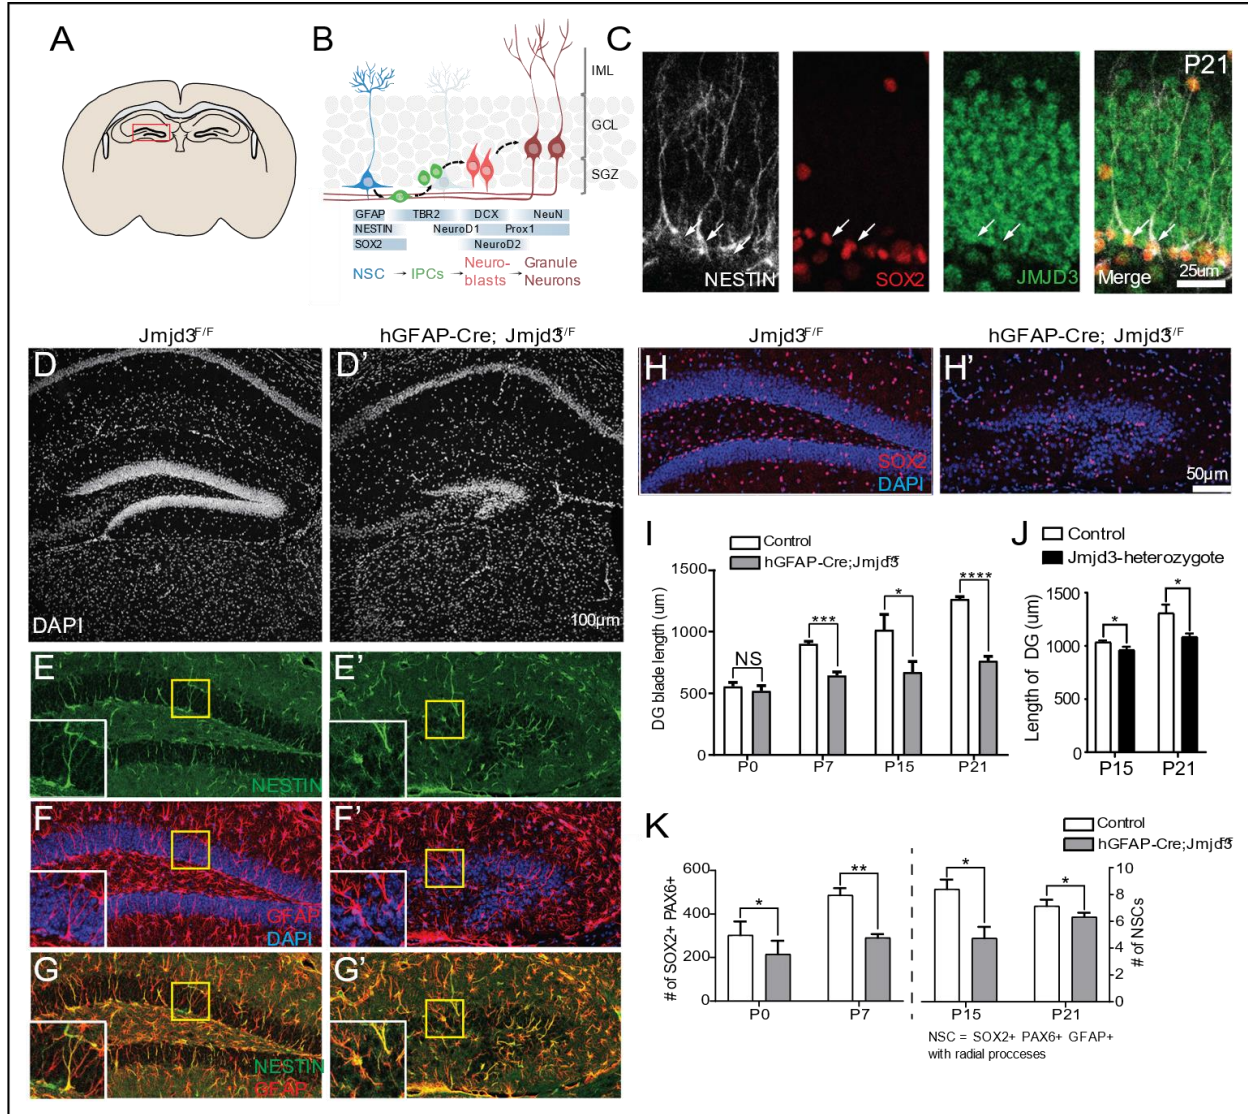 A
B
IML
GCL
SGZ
GFAP TBR2 DCX NeuN
NESTIN NeuroD1 Prox1
SOX2 NeuroD2
NSC IPCs Neuro-blasts Granule Neurons
C
P21
NESTIN
SOX2
JMJD3
Merge
25um
Jmjd3F/F
hGFAP-Cre; Jmjd3F/F
D
D'
DAPI
100µm
Jmjd3F/F
hGFAP-Cre; Jmjd3F/F
H
H'
SOX2
DAPI
50µm
E
E'
NESTIN
F
F'
GFAP
DAPI
G
G'
NESTIN
GFAP
I
Control
hGFAP-Cre;Jmjd3F/F
DG blade length (um)
1500
1000
500
0
NS
***
*
****
P0 P7 P15 P21
J
Control
Jmjd3-heterozygote
Length of DG (um)
1500
1000
500
0
*
*
P15 P21
K
Control
hGFAP-Cre;Jmjd3F/F
# of SOX2+ PAX6+
600
400
200
0
*
**
P0 P7
*
*
P15 P21
10
8
6
4
2
0
# of NSCs
NSC = SOX2+ PAX6+ GFAP+
with radial proccesses